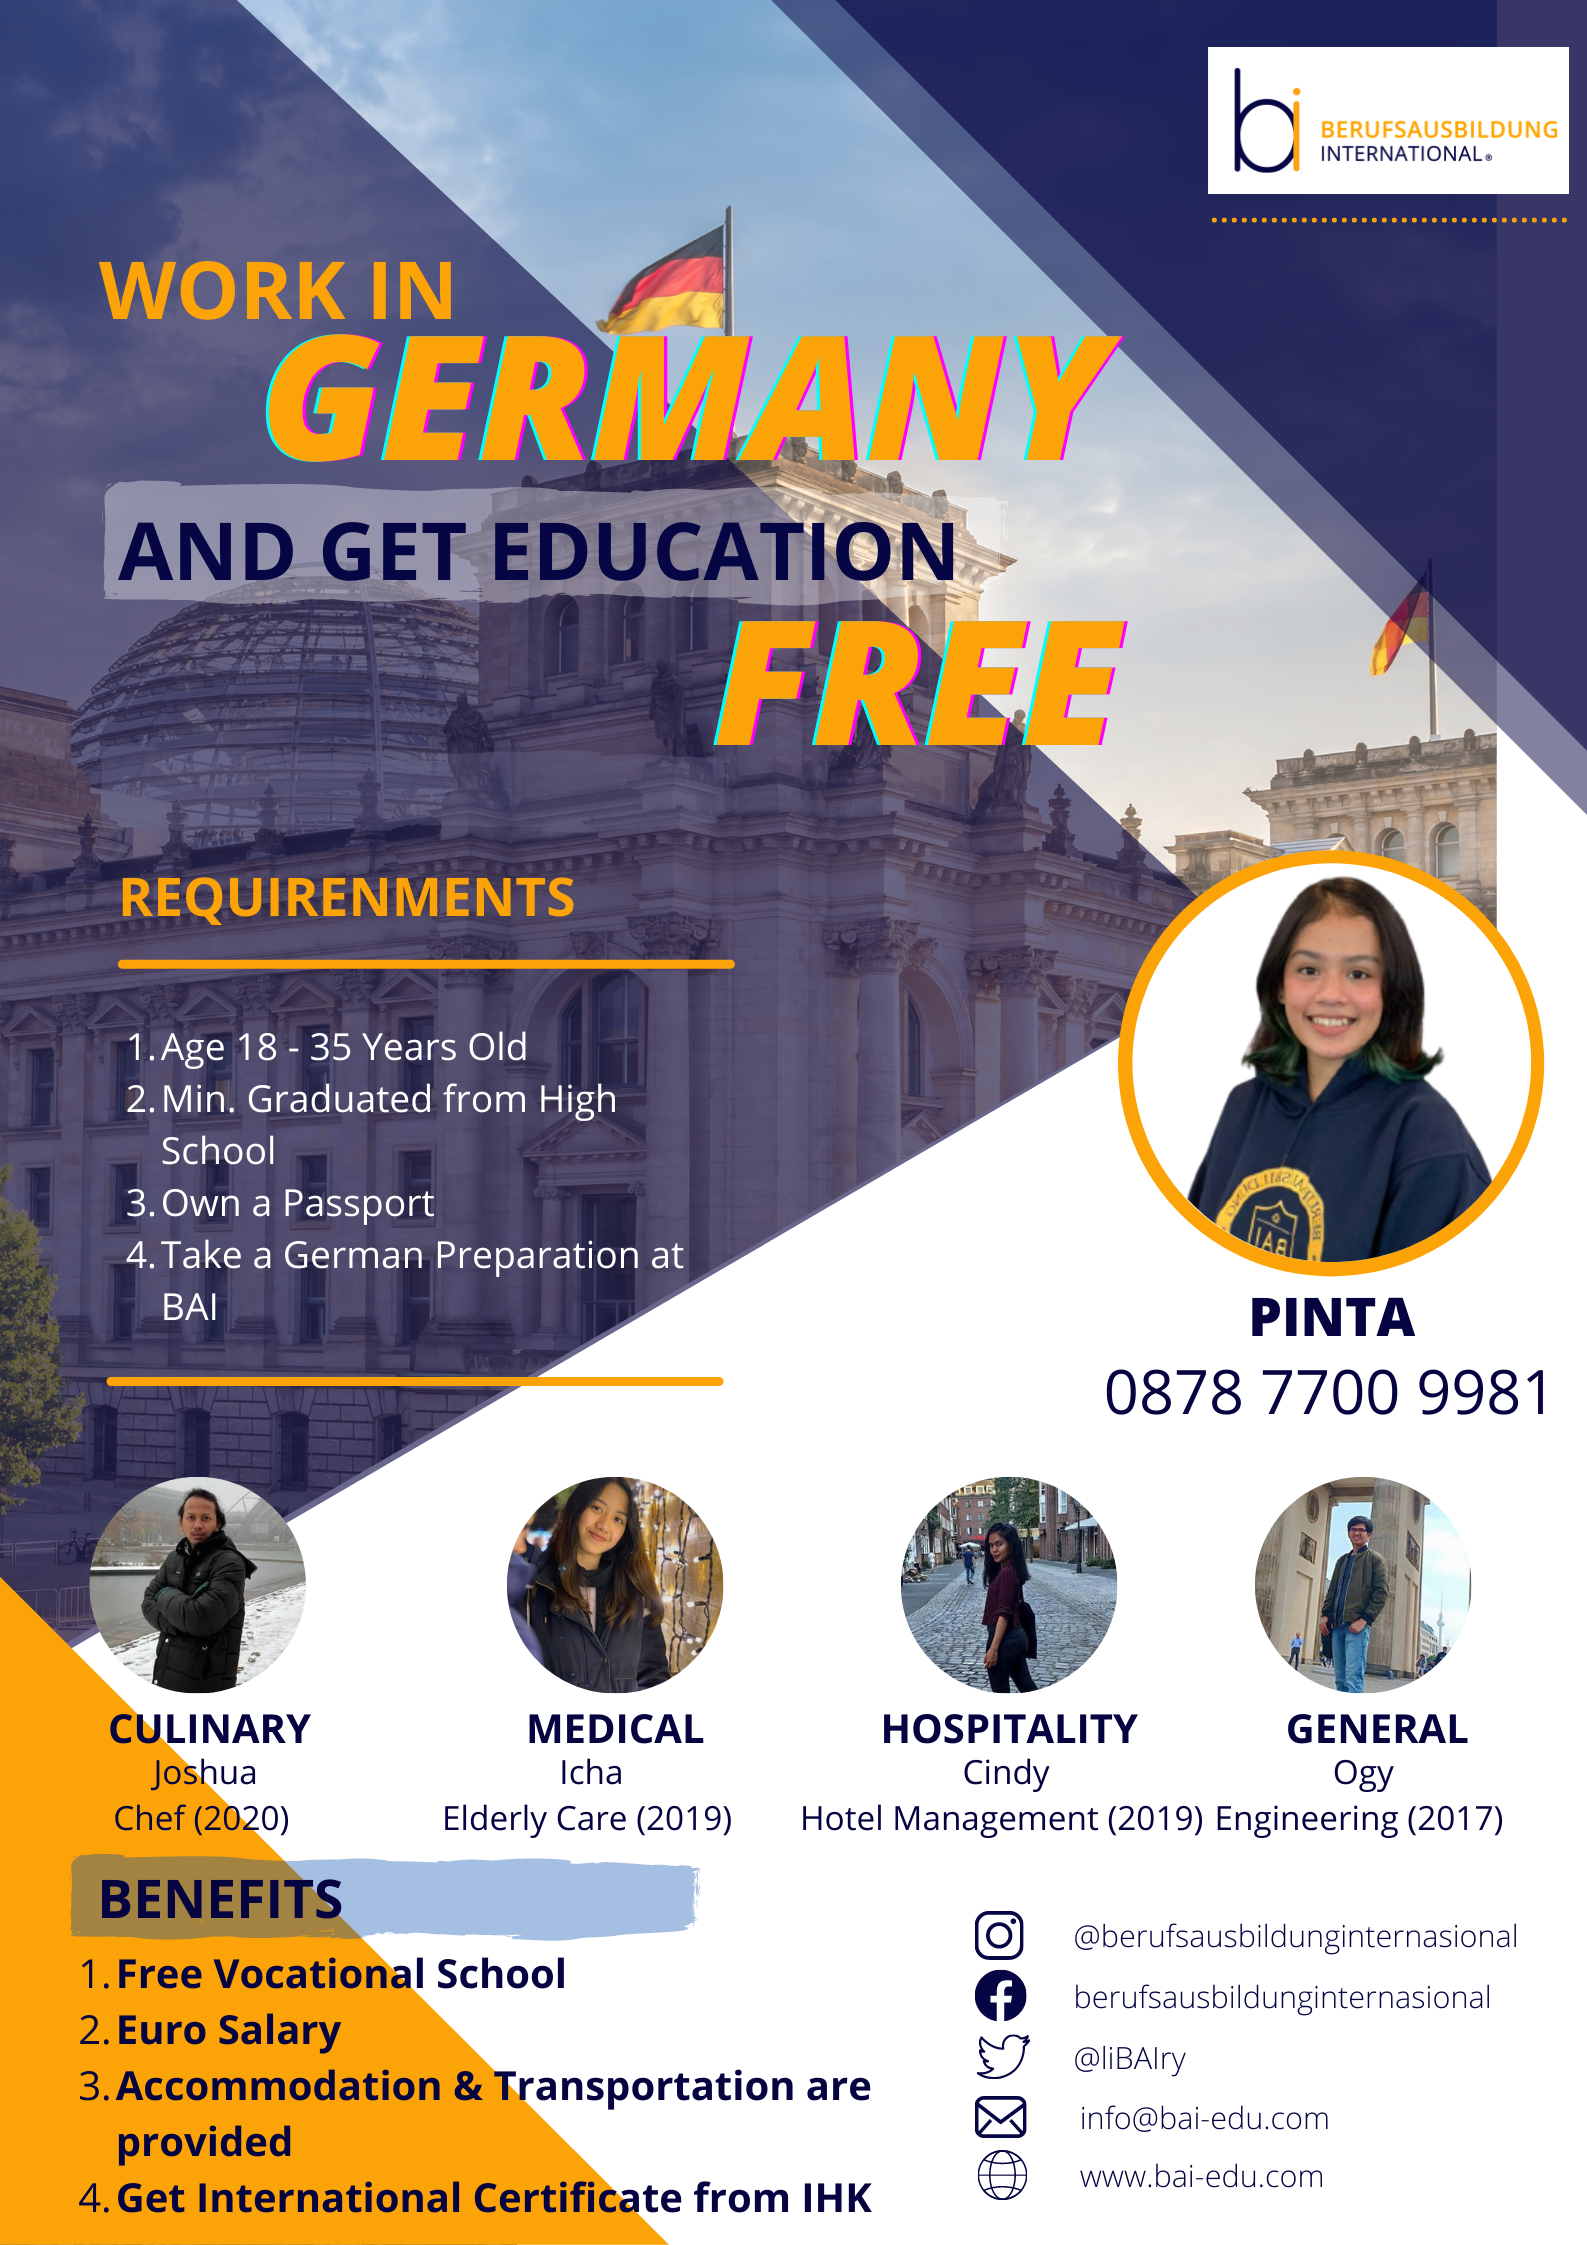 bi BERUFSAUSBILDUNG
INTERNATIONAL®
WORK IN
GERMANY
AND GET EDUCATION
FREE
REQUIRENMENTS
1. Age 18 - 35 Years Old
2. Min. Graduated from High
School
3. Own a Passport
4. Take a German Preparation at
BAI
BAI
PINTA
0878 7700 9981
CULINARY
Joshua
Chef (2020)
MEDICAL
Icha
Elderly Care (2019)
HOSPITALITY
Cindy
Hotel Management (2019)
GENERAL
Ogy
Engineering (2017)
BENEFITS
1. Free Vocational School
2. Euro Salary
3. Accommodation & Transportation are
provided
4. Get International Certificate from IHK
@berufsausbildunginternasional
berufsausbildunginternasional
@liBAIry
info@bai-edu.com
www.bai-edu.com